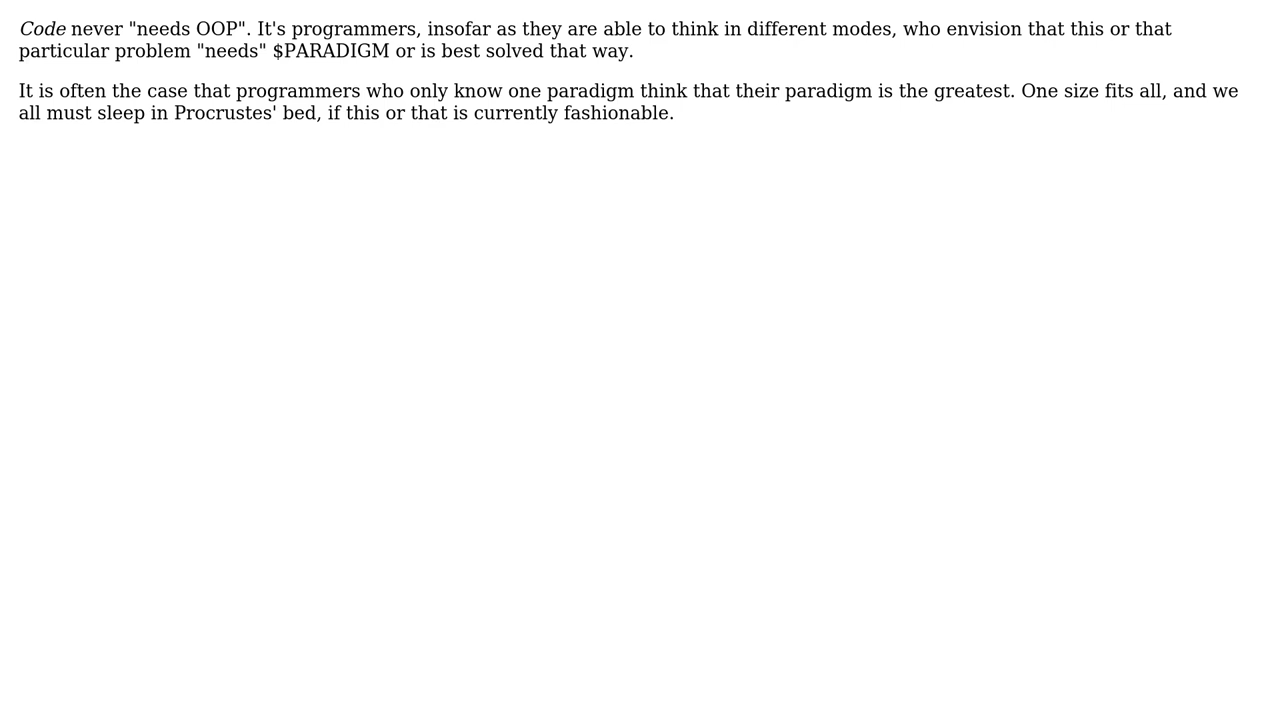 Code never "needs OOP". It's programmers, insofar as they are able to think in different modes, who envision that this or that
particular problem "needs" $PARADIGM or is best solved that way.
It is often the case that programmers who only know one paradigm think that their paradigm is the greatest. One size fits all, and we
all must sleep in Procrustes' bed, if this or that is currently fashionable.